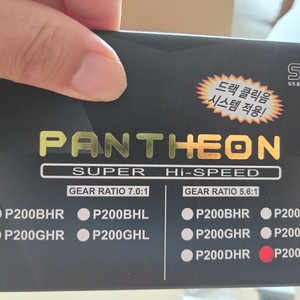 드랙 클릭음
시스템 적용!
PANTHEON
SUPER Hi-SPEED
GEAR RATIO 7.0:1
GEAR RATIO 5.6:1
P200BHR P200BHL P200BHR
P200GHR P200GHL P200GHR
P200DHR